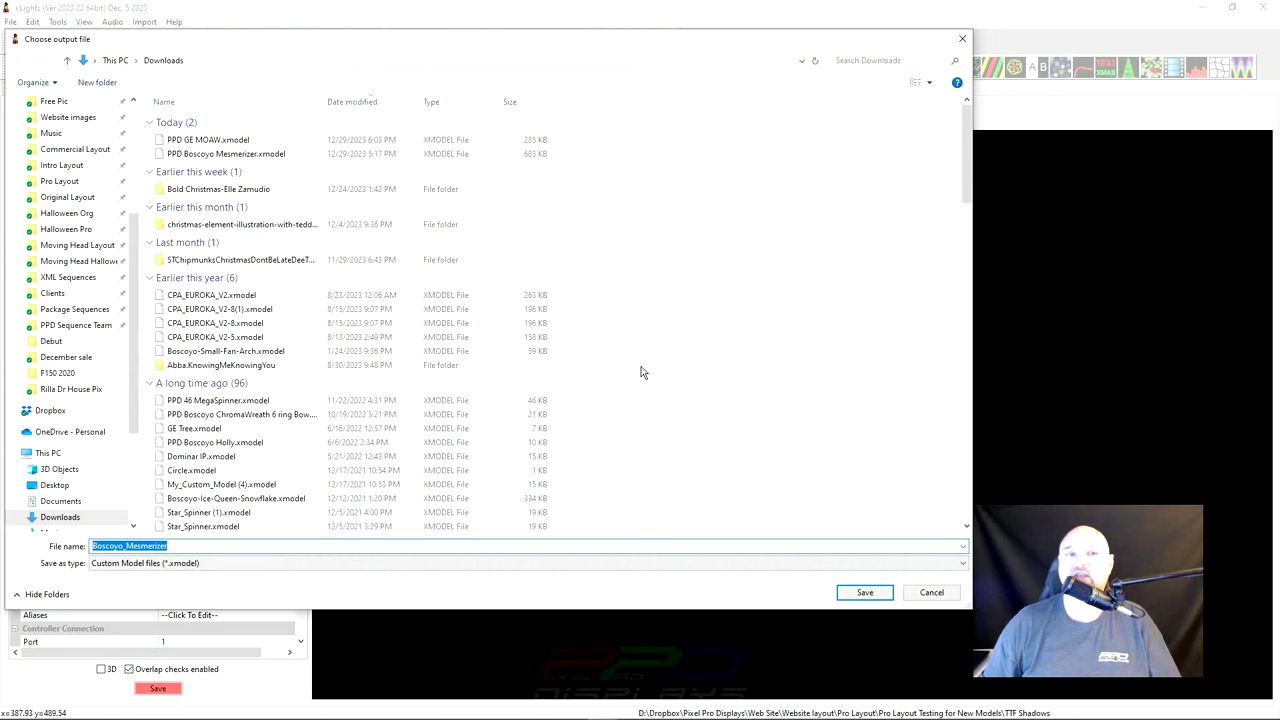 xLights (Ver 2023.22 64bit) Dec. 5 2023
File Edit Tools View Audio Import Help
Choose output file
This PC › Downloads
Search Downloads
Organize
New folder
Free Pic
Website images
Music
Commercial Layout
Intro Layout
Pro Layout
Original Layout
Halloween Org
Halloween Pro
Moving Head Layout
Moving Head Hallow
XML Sequences
Clients
Package Sequences
PPD Sequence Team
Debut
December sale
F150 2020
Rilla Dr House Pix
Dropbox
OneDrive - Personal
This PC
3D Objects
Desktop
Documents
Downloads
Name Date modified Type Size
Today (2)
PPD GE MOAW.xmodel 12/29/2023 6:03 PM XMODEL File 285 KB
PPD Boscoyo Mesmerizer.xmodel 12/29/2023 5:17 PM XMODEL File 683 KB
Earlier this week (1)
Bold Christmas-Elle Zamudio 12/24/2023 1:42 PM File folder
Earlier this month (1)
christmas-element-illustration-with-tedd... 12/4/2023 9:36 PM File folder
Last month (1)
STChipmunksChristmasDontBeLateDeeT... 11/29/2023 6:43 PM File folder
Earlier this year (6)
CPA_EUROKA_V2.xmodel 8/23/2023 12:06 AM XMODEL File 263 KB
CPA_EUROKA_V2-8(1).xmodel 8/15/2023 9:07 PM XMODEL File 196 KB
CPA_EUROKA_V2-8.xmodel 8/15/2023 9:07 PM XMODEL File 196 KB
CPA_EUROKA_V2-5.xmodel 8/13/2023 2:49 PM XMODEL File 158 KB
Boscoyo-Small-Fan-Arch.xmodel 1/24/2023 9:36 PM XMODEL File 59 KB
Abba.KnowingMeKnowingYou 8/30/2023 9:48 PM File folder
A long time ago (96)
PPD 46 MegaSpinner.xmodel 11/22/2022 4:31 PM XMODEL File 46 KB
PPD Boscoyo ChromaWreath 6 ring Bow.... 10/19/2022 3:21 PM XMODEL File 21 KB
GE Tree.xmodel 6/16/2022 12:57 PM XMODEL File 7 KB
PPD Boscoyo Holly.xmodel 6/6/2022 2:34 PM XMODEL File 10 KB
Dominar IP.xmodel 5/21/2022 12:43 PM XMODEL File 15 KB
Circle.xmodel 12/17/2021 10:54 PM XMODEL File 1 KB
My_Custom_Model (4).xmodel 12/17/2021 10:53 PM XMODEL File 15 KB
Boscoyo-Ice-Queen-Snowflake.xmodel 12/12/2021 1:20 PM XMODEL File 334 KB
Star_Spinner (1).xmodel 12/5/2021 4:00 PM XMODEL File 19 KB
Star_Spinner.xmodel 12/5/2021 3:29 PM XMODEL File 19 KB
File name: Boscoyo_Mesmerizer
Save as type: Custom Model files (*.xmodel)
Hide Folders
Save
Cancel
Aliases --Click To Edit--
Controller Connection
Port 1
3D
Overlap checks enabled
Save
PPD
DISPLAYS
x=387.93 y=489.54
D:\Dropbox\Pixel Pro Displays\Web Site\Website layout\Pro Layout\Pro Layout Testing for New Models\TTF Shadows